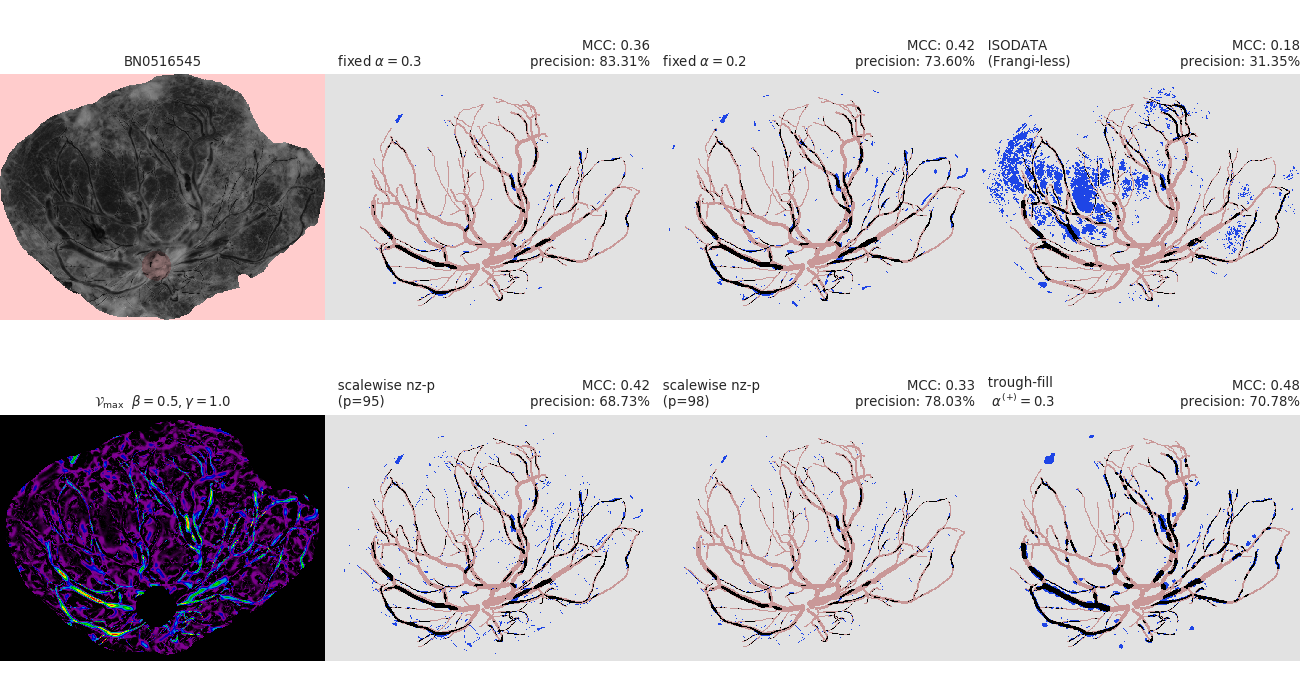 BN0516545
fixed α = 0.3
MCC: 0.36
precision: 83.31%
fixed α = 0.2
MCC: 0.42
precision: 73.60%
ISODATA
(Frangi-less)
MCC: 0.18
precision: 31.35%
𝒱max β = 0.5, γ = 1.0
scalewise nz-p
(p=95)
MCC: 0.42
precision: 68.73%
scalewise nz-p
(p=98)
MCC: 0.33
precision: 78.03%
trough-fill
α(+) = 0.3
MCC: 0.48
precision: 70.78%